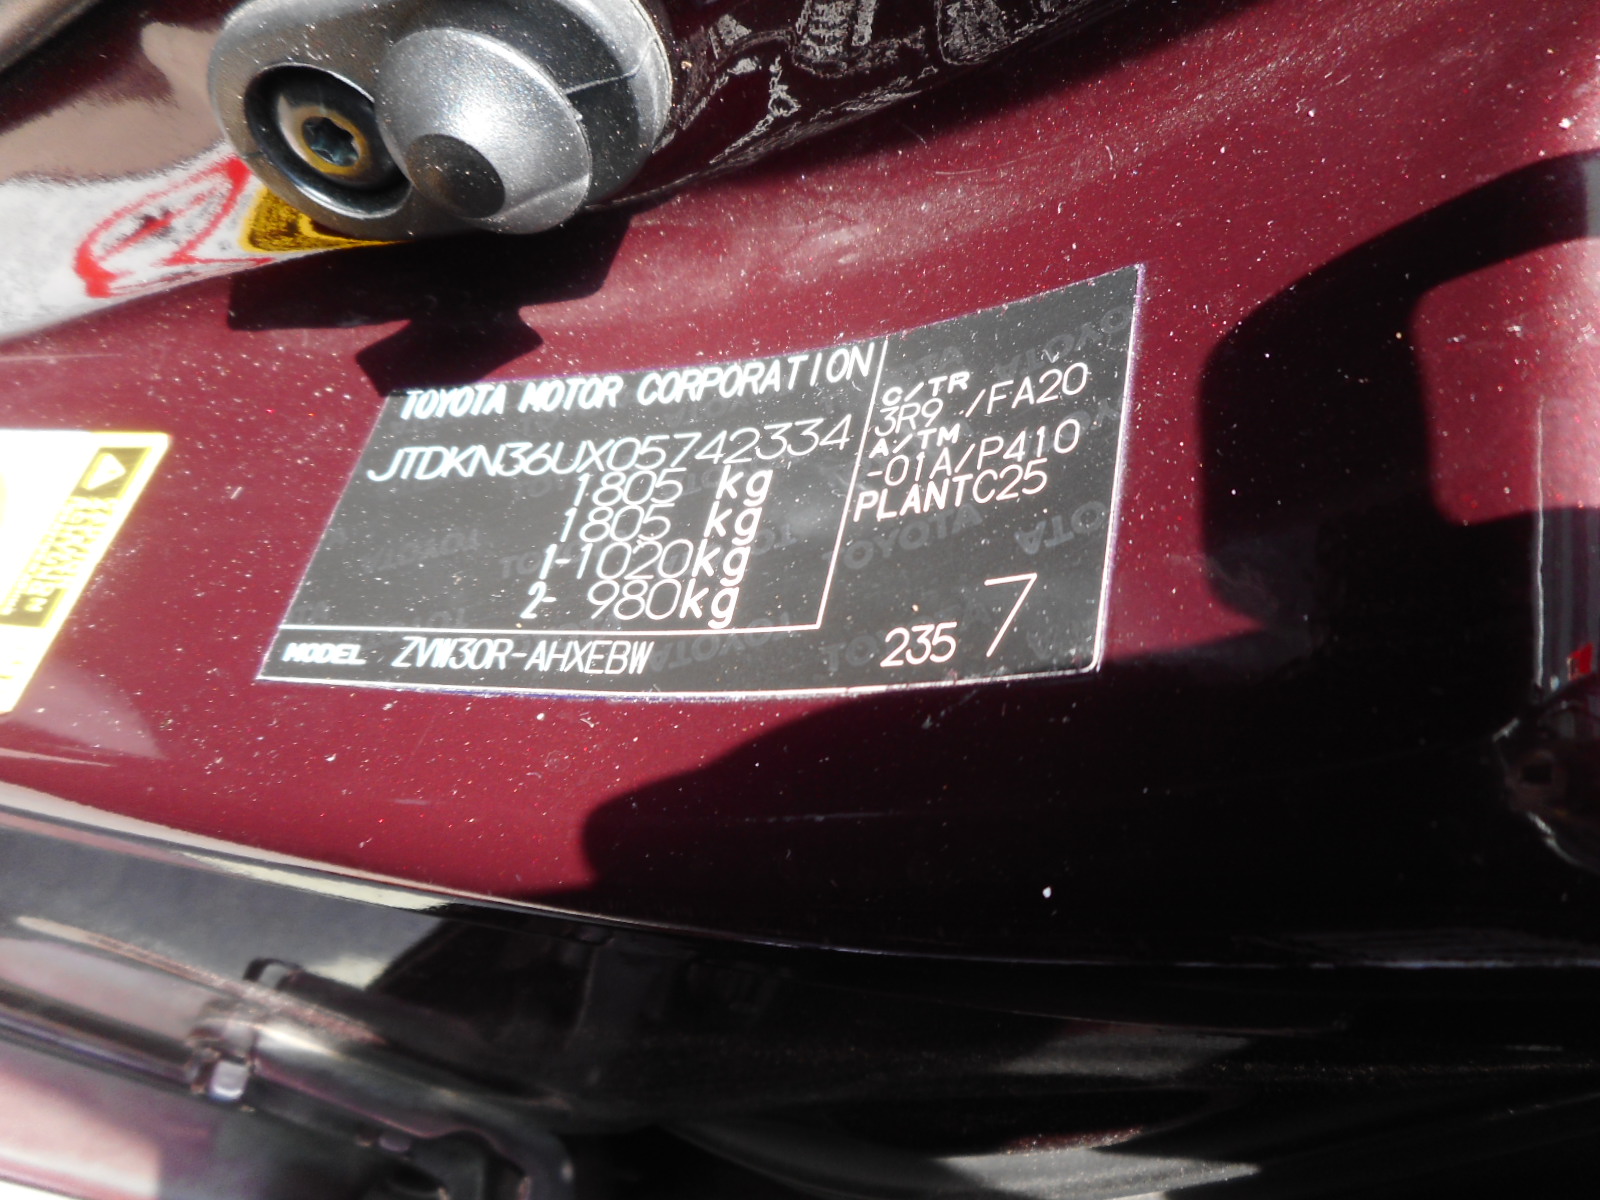 TOYOTA MOTOR CORPORATION
JTDKN36UX05742334
1805 kg
1805 kg
1-1020kg
2- 980kg
MODEL ZVW30R-AHXEBW
C/TR
3R9 /FA20
A/TM
-01A/P410
PLANTC25
235 7